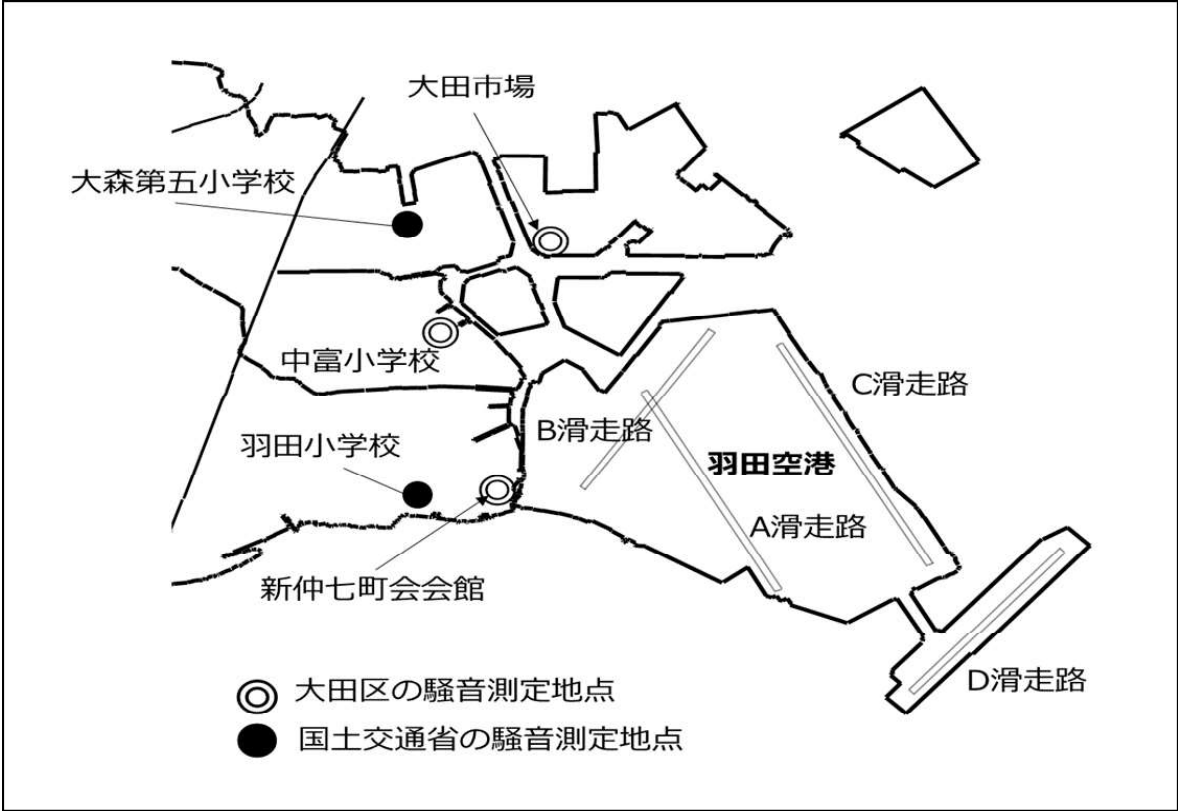 大田市場
大森第五小学校
中富小学校
C滑走路
B滑走路
羽田小学校
羽田空港
A滑走路
新仲七町会会館
D滑走路
大田区の騒音測定地点
国土交通省の騒音測定地点